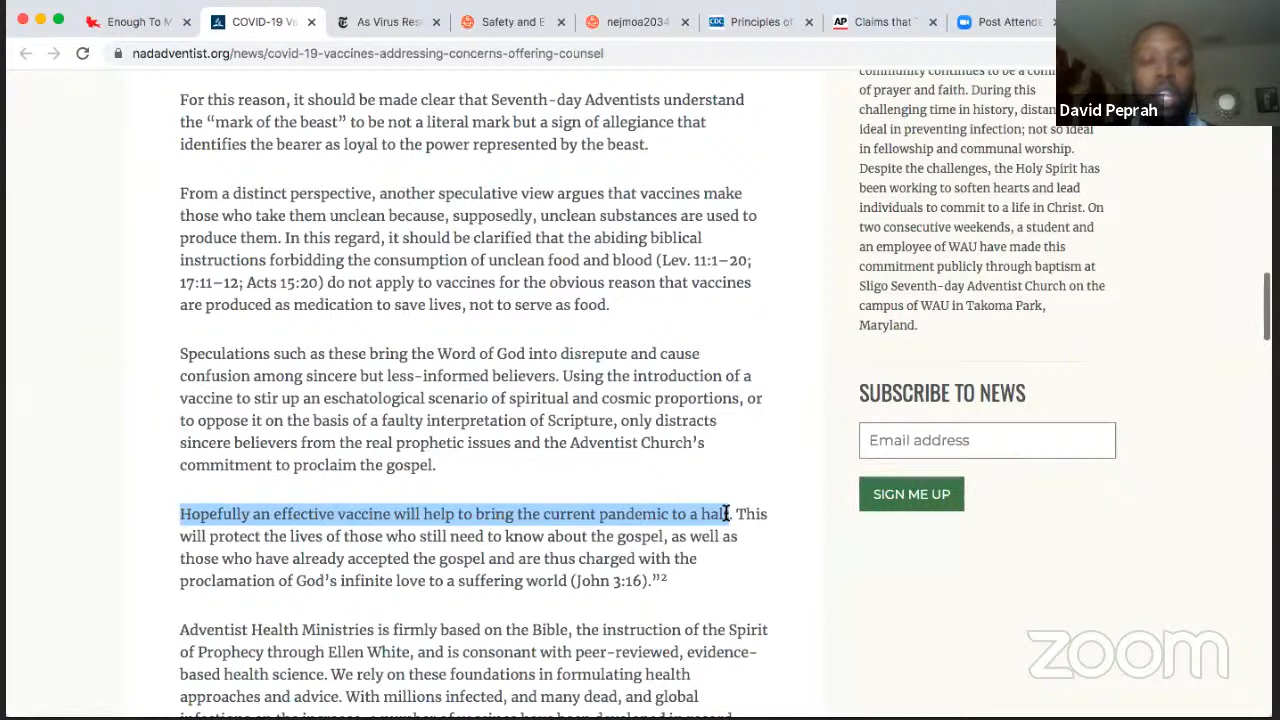 Enough To M
COVID-19 Va
As Virus Res
Safety and E
nejmoa2034
Principles of
Claims that
Post Attende
nadadventist.org/news/covid-19-vaccines-addressing-concerns-offering-counsel
David Peprah
For this reason, it should be made clear that Seventh-day Adventists understand
the “mark of the beast” to be not a literal mark but a sign of allegiance that
identifies the bearer as loyal to the power represented by the beast.
From a distinct perspective, another speculative view argues that vaccines make
those who take them unclean because, supposedly, unclean substances are used to
produce them. In this regard, it should be clarified that the abiding biblical
instructions forbidding the consumption of unclean food and blood (Lev. 11:1–20;
17:11–12; Acts 15:20) do not apply to vaccines for the obvious reason that vaccines
are produced as medication to save lives, not to serve as food.
Speculations such as these bring the Word of God into disrepute and cause
confusion among sincere but less-informed believers. Using the introduction of a
vaccine to stir up an eschatological scenario of spiritual and cosmic proportions, or
to oppose it on the basis of a faulty interpretation of Scripture, only distracts
sincere believers from the real prophetic issues and the Adventist Church’s
commitment to proclaim the gospel.
Hopefully an effective vaccine will help to bring the current pandemic to a halt. This
will protect the lives of those who still need to know about the gospel, as well as
those who have already accepted the gospel and are thus charged with the
proclamation of God’s infinite love to a suffering world (John 3:16).”²
Adventist Health Ministries is firmly based on the Bible, the instruction of the Spirit
of Prophecy through Ellen White, and is consonant with peer-reviewed, evidence-
based health science. We rely on these foundations in formulating health
approaches and advice. With millions infected, and many dead, and global
community continues to be a
of prayer and faith. During this
challenging time in history,
ideal in preventing infection; not so ideal
in fellowship and communal worship.
Despite the challenges, the Holy Spirit has
been working to soften hearts and lead
individuals to commit to a life in Christ. On
two consecutive weekends, a student and
an employee of WAU have made this
commitment publicly through baptism at
Sligo Seventh-day Adventist Church on the
campus of WAU in Takoma Park,
Maryland.
SUBSCRIBE TO NEWS
Email address
SIGN ME UP
zoom